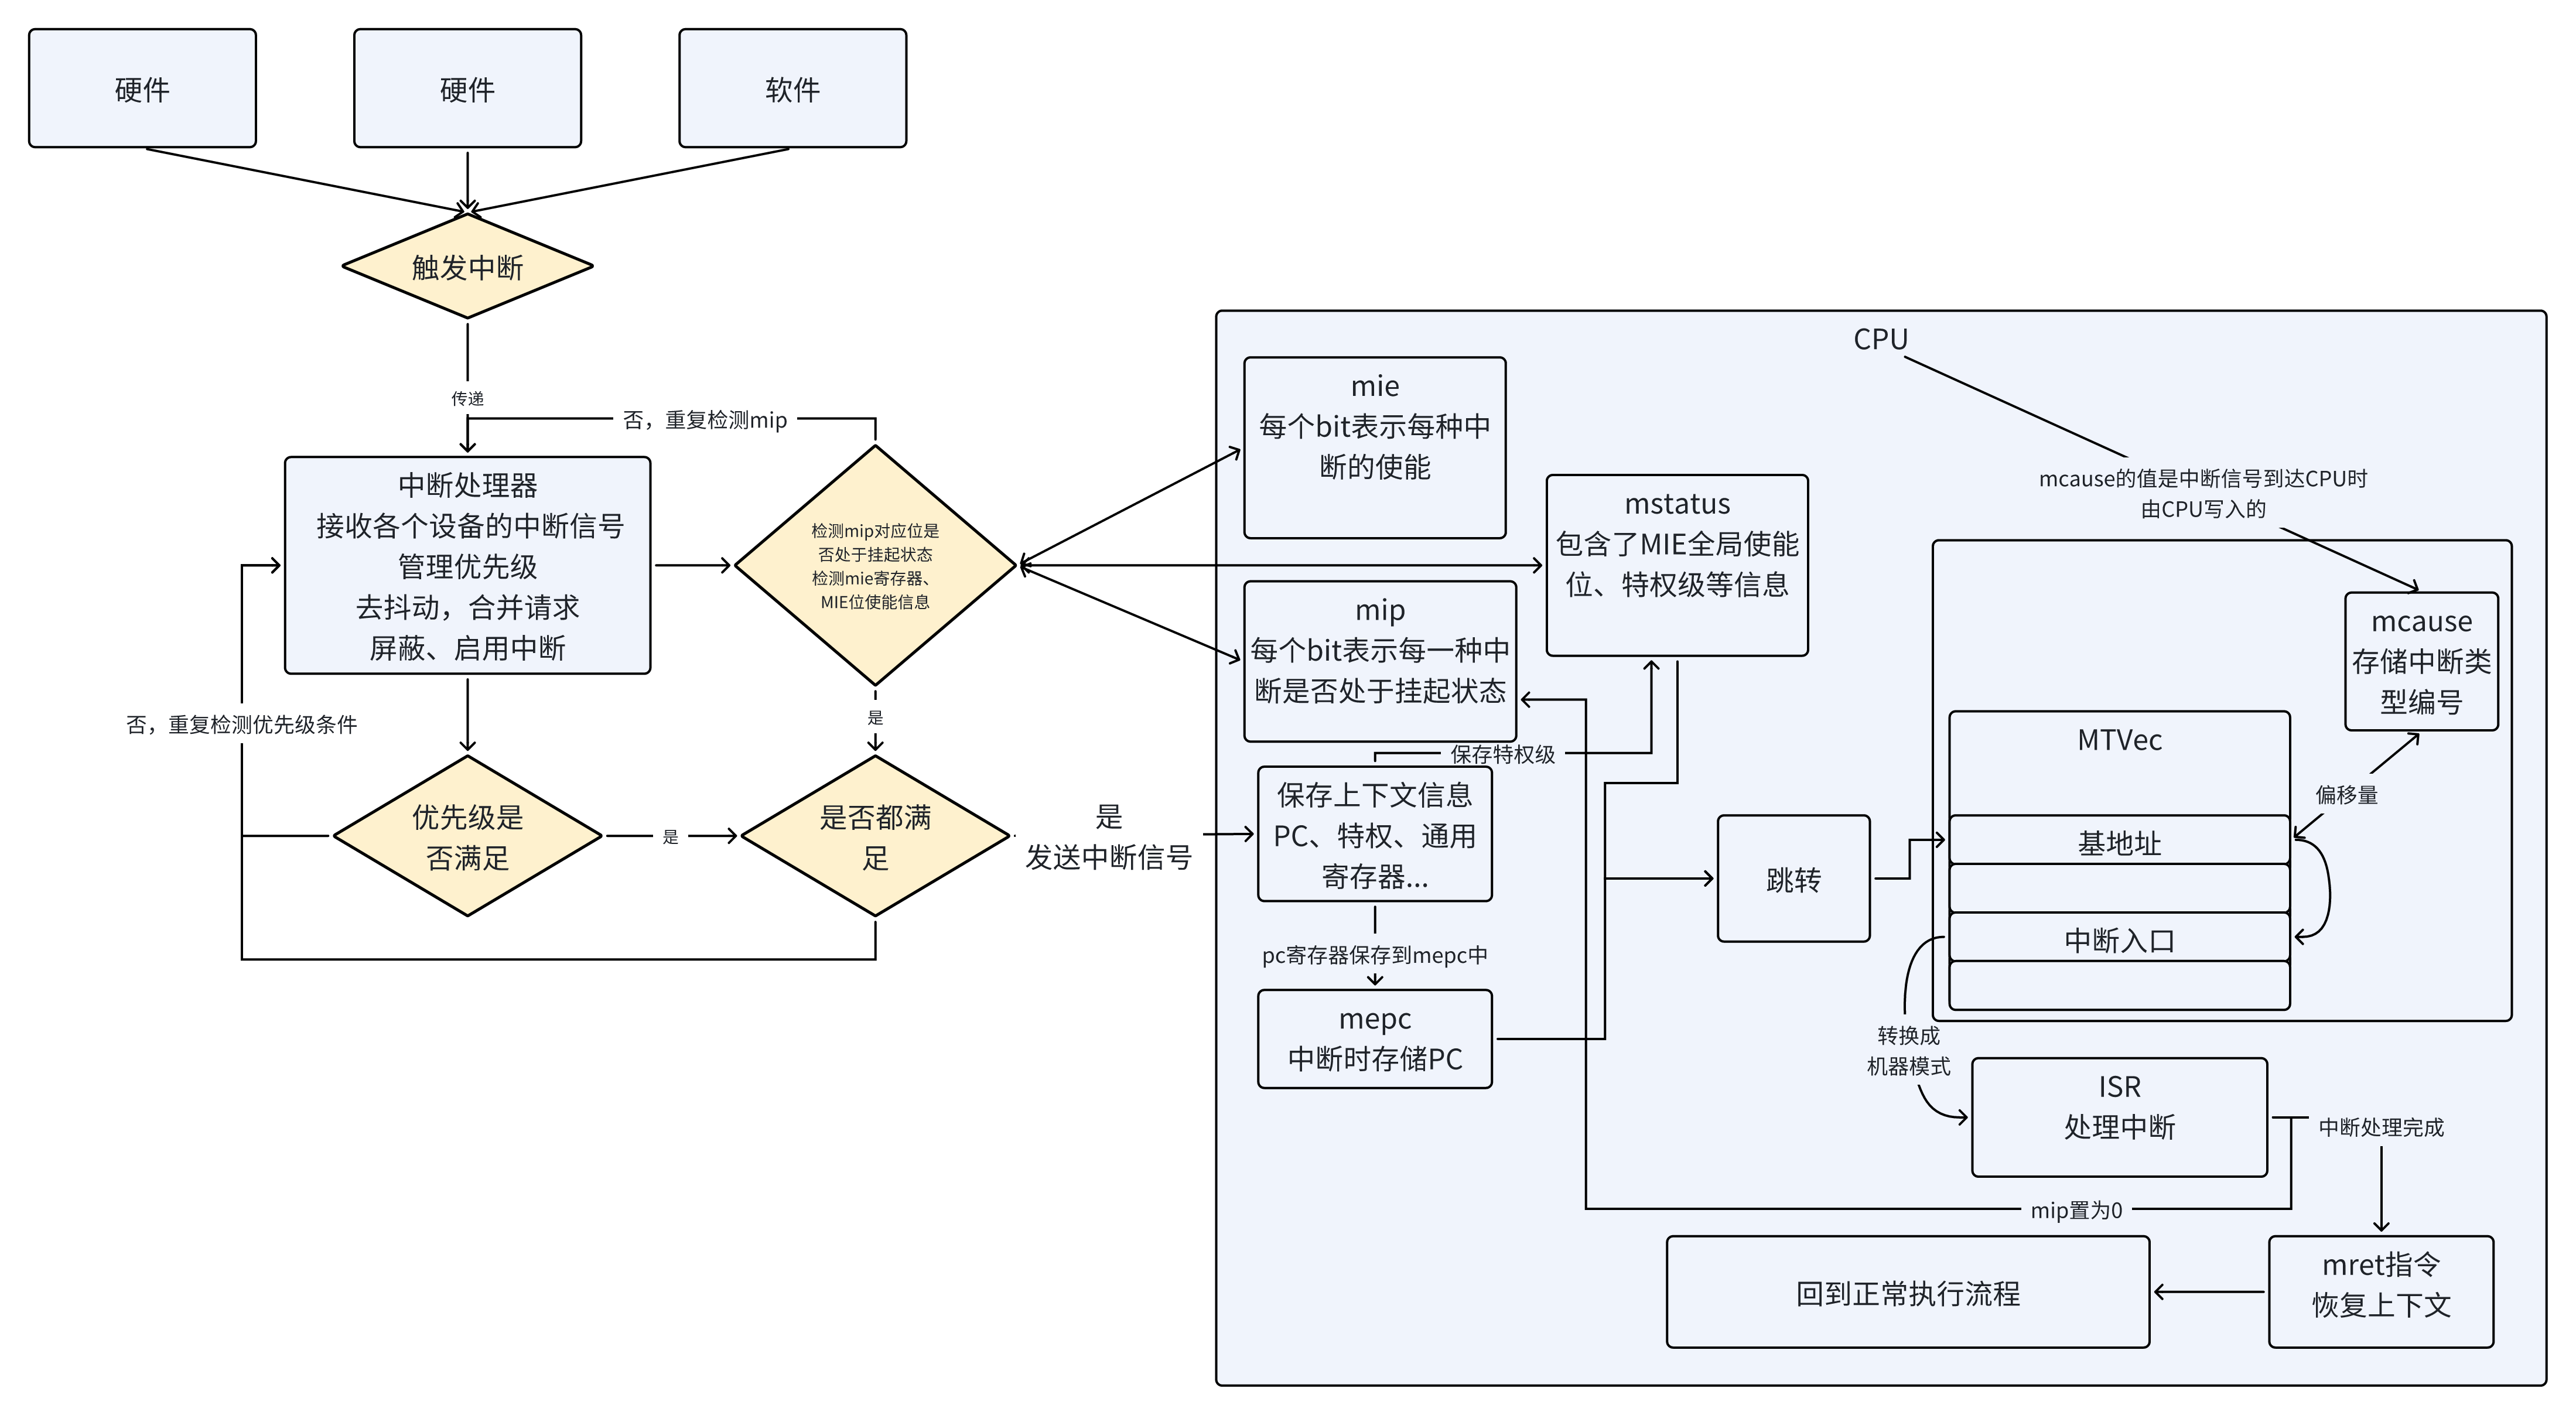 硬件
硬件
软件
触发中断
传递
否，重复检测mip
中断处理器
接收各个设备的中断信号
管理优先级
去抖动，合并请求
屏蔽、启用中断
检测mip对应位是
否处于挂起状态
检测mie寄存器、
MIE位使能信息
否，重复检测优先级条件
是
优先级是
否满足
是
是否都满
足
是
发送中断信号
CPU
mie
每个bit表示每种中
断的使能
mstatus
包含了MIE全局使能
位、特权级等信息
mip
每个bit表示每一种中
断是否处于挂起状态
保存特权级
保存上下文信息
PC、特权、通用
寄存器...
pc寄存器保存到mepc中
mepc
中断时存储PC
跳转
mcause的值是中断信号到达CPU时
由CPU写入的
mcause
存储中断类
型编号
MTVec
偏移量
基地址
中断入口
转换成
机器模式
ISR
处理中断
中断处理完成
mip置为0
mret指令
恢复上下文
回到正常执行流程